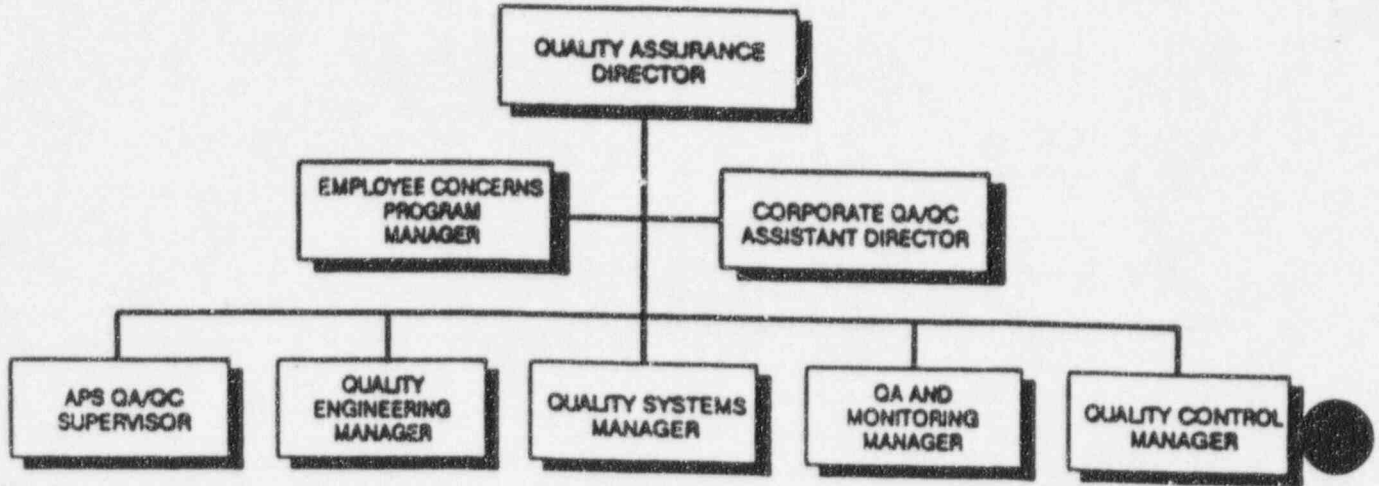 QUALITY ASSURANCE
DIRECTOR
EMPLOYEE CONCERNS
PROGRAM
MANAGER
CORPORATE QA/QC
ASSISTANT DIRECTOR
APS QA/QC
SUPERVISOR
QUALITY
ENGINEERING
MANAGER
QUALITY SYSTEMS
MANAGER
QA AND
MONITORING
MANAGER
QUALITY CONTROL
MANAGER